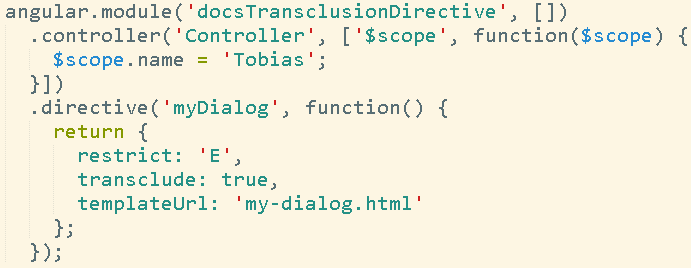 angular.module('docsTransclusionDirective', [])
  .controller('Controller', ['$scope', function($scope) {
    $scope.name = 'Tobias';
  }])
  .directive('myDialog', function() {
    return {
      restrict: 'E',
      transclude: true,
      templateUrl: 'my-dialog.html'
    };
  });